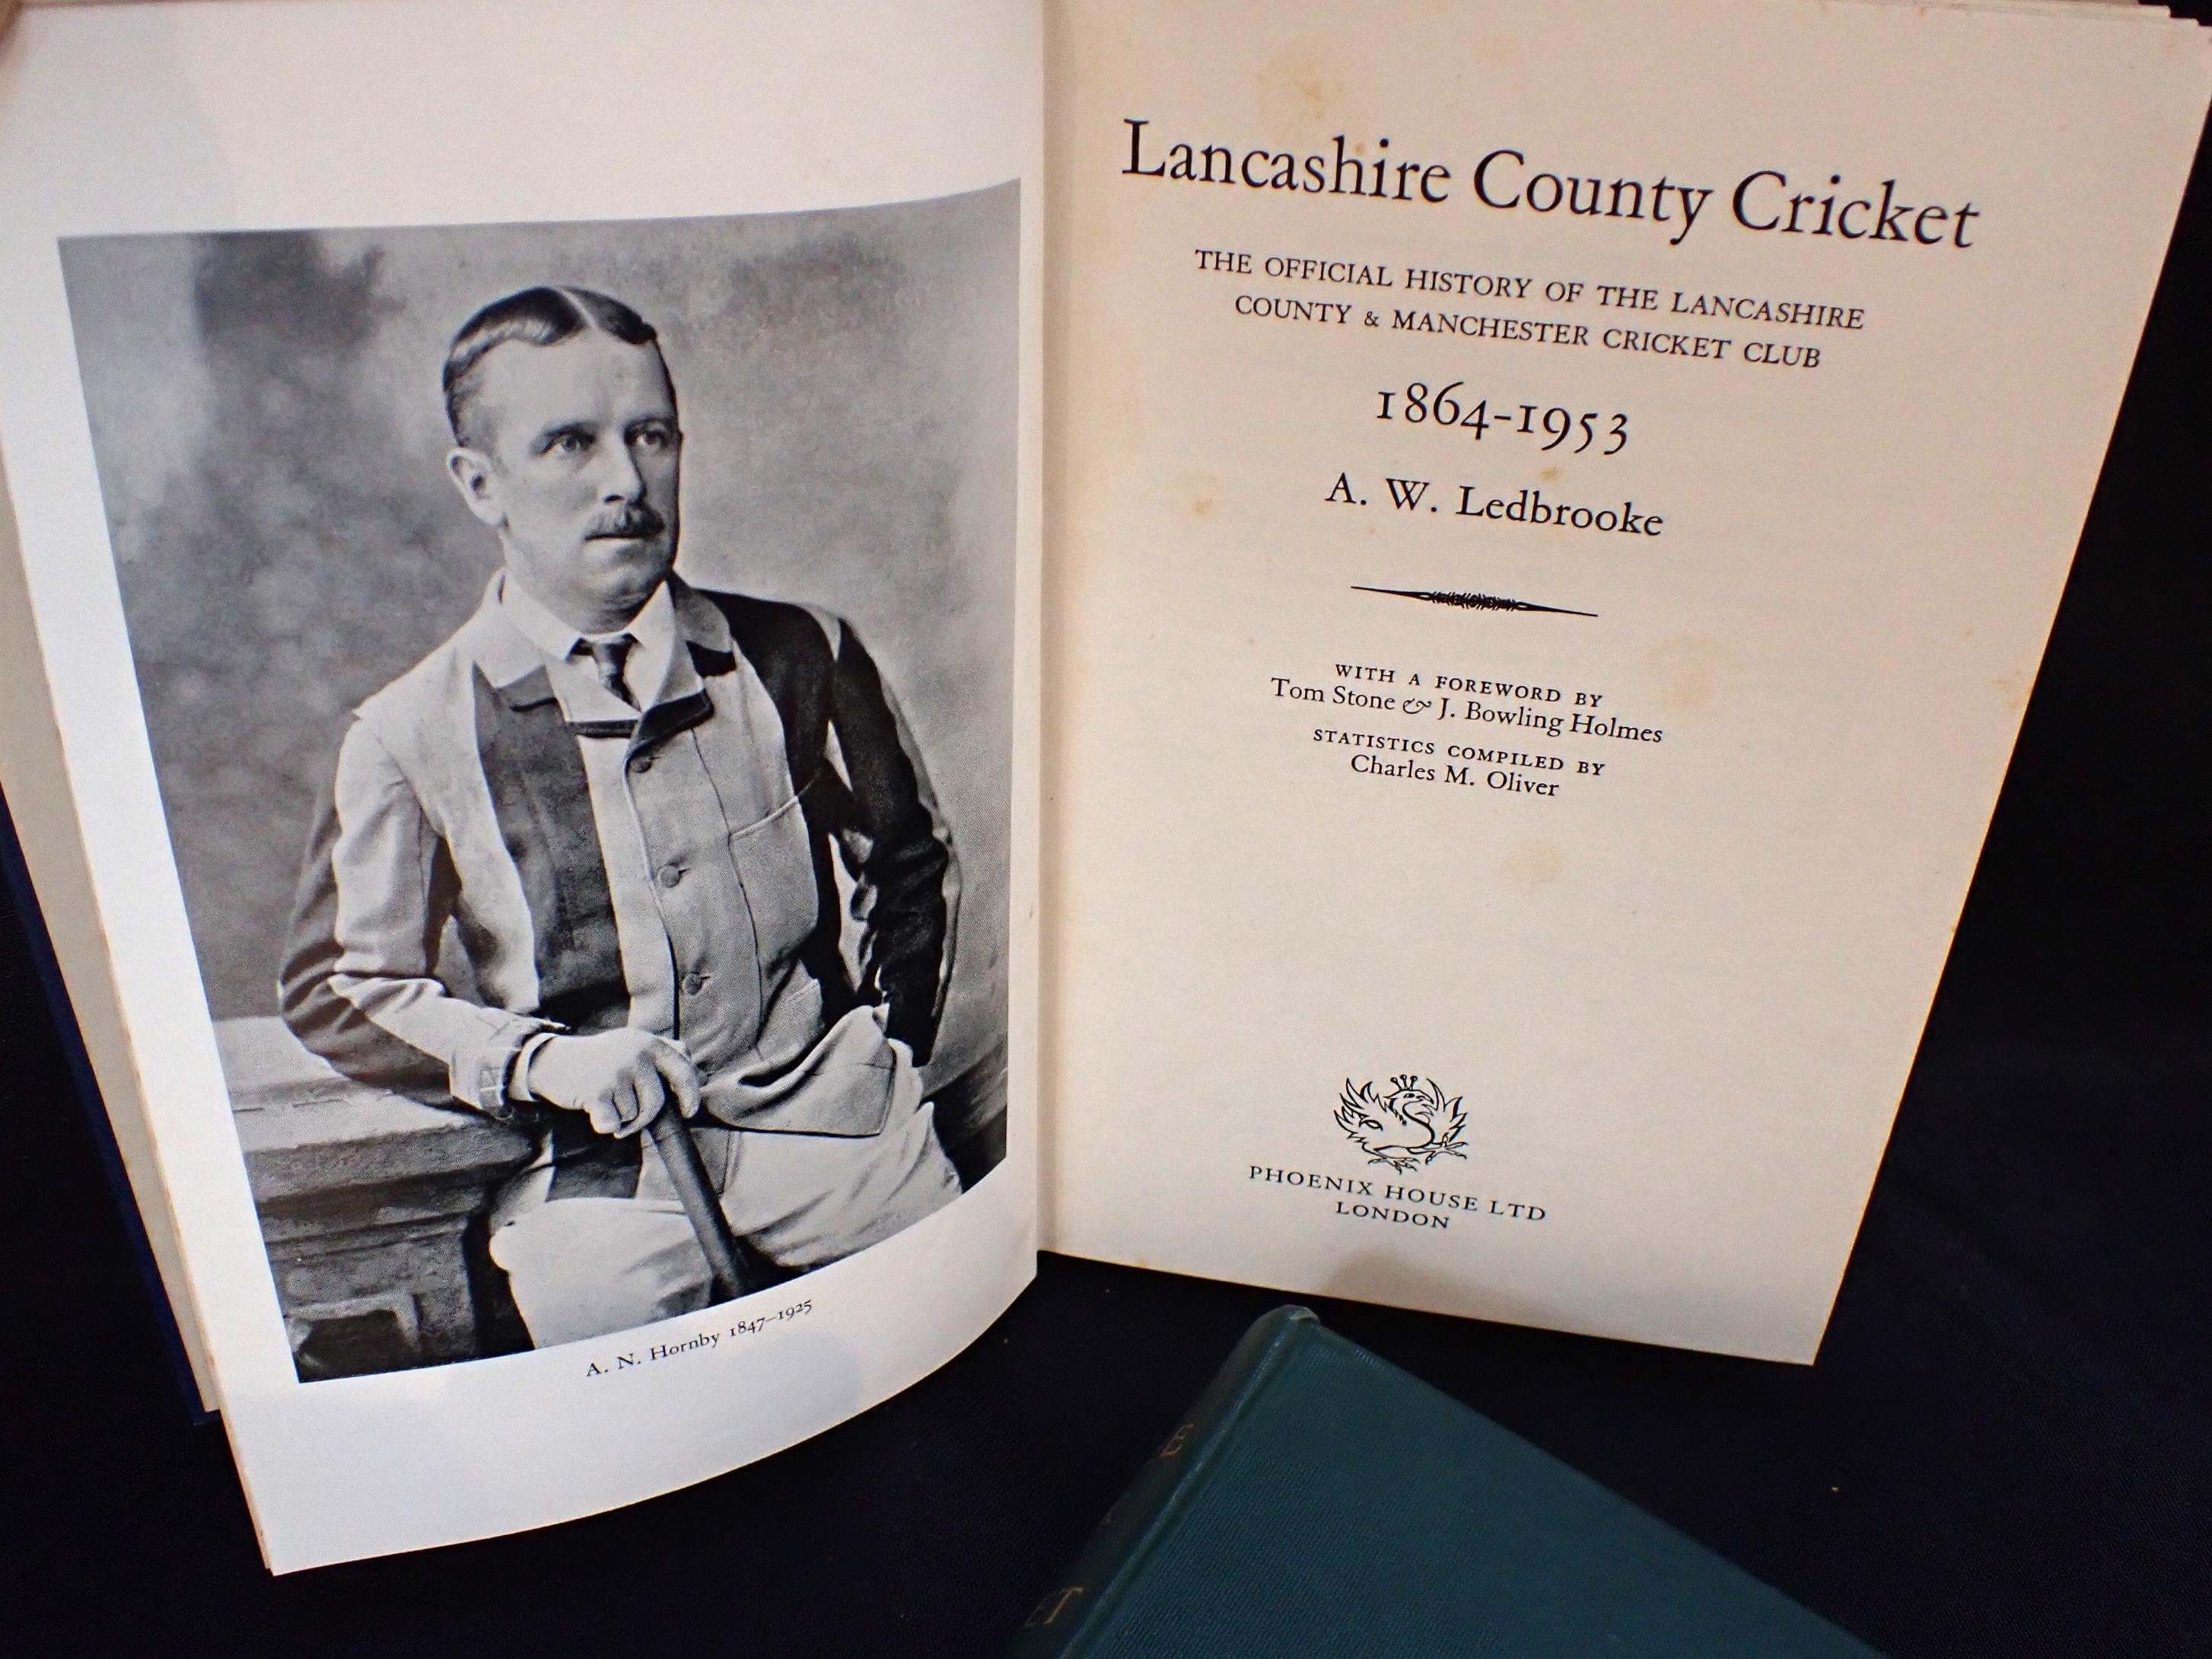 A. N. Hornby 1847–1925
Lancashire County Cricket
THE OFFICIAL HISTORY OF THE LANCASHIRE
COUNTY & MANCHESTER CRICKET CLUB
1864-1953
A. W. Ledbrooke
WITH A FOREWORD BY
Tom Stone & J. Bowling Holmes
STATISTICS COMPILED BY
Charles M. Oliver
PHOENIX HOUSE LTD
LONDON